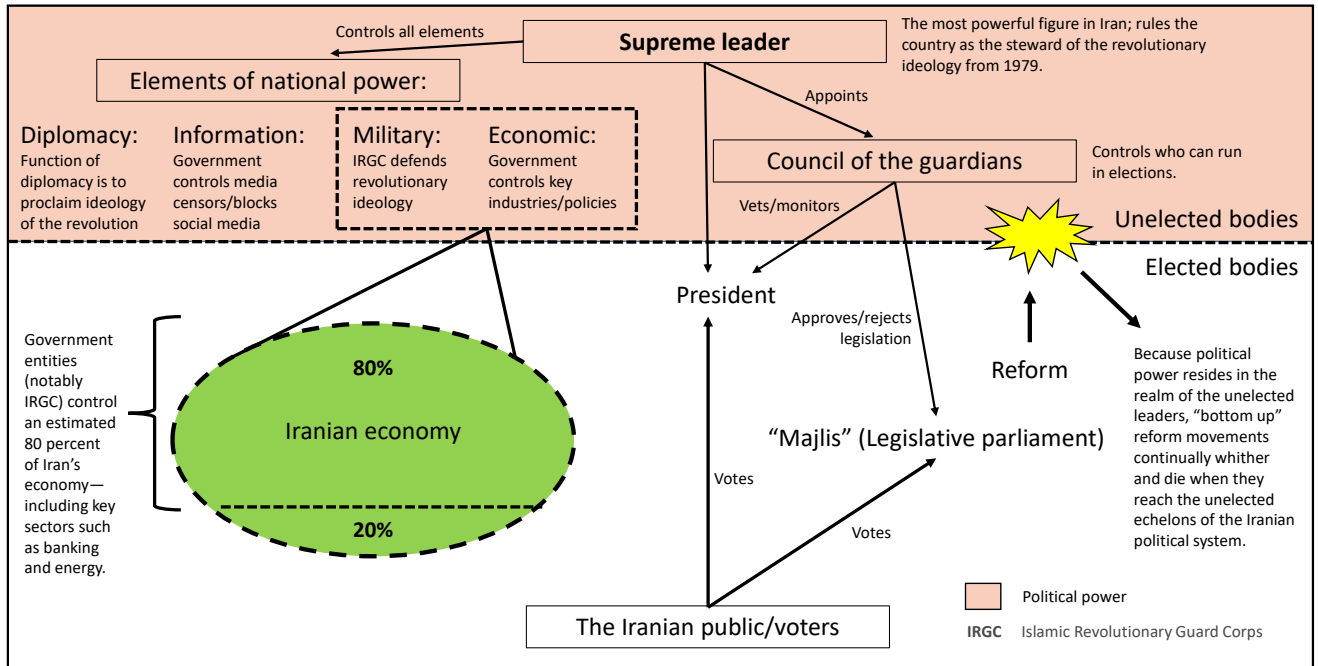 Controls all elements
Supreme leader
The most powerful figure in Iran; rules the
country as the steward of the revolutionary
ideology from 1979.
Elements of national power:
Appoints
Diplomacy:
Function of
diplomacy is to
proclaim ideology
of the revolution
Information:
Government
controls media
censors/blocks
social media
Military:
IRGC defends
revolutionary
ideology
Economic:
Government
controls key
industries/policies
Council of the guardians
Controls who can run
in elections.
Vets/monitors
Unelected bodies
Elected bodies
President
Approves/rejects
legislation
Reform
Because political
power resides in the
realm of the unelected
leaders, “bottom up”
reform movements
continually whither
and die when they
reach the unelected
echelons of the Iranian
political system.
Government
entities
(notably
IRGC) control
an estimated
80 percent
of Iran’s
economy—
including key
sectors such
as banking
and energy.
80%
Iranian economy
20%
“Majlis” (Legislative parliament)
Votes
Votes
The Iranian public/voters
Political power
IRGC Islamic Revolutionary Guard Corps